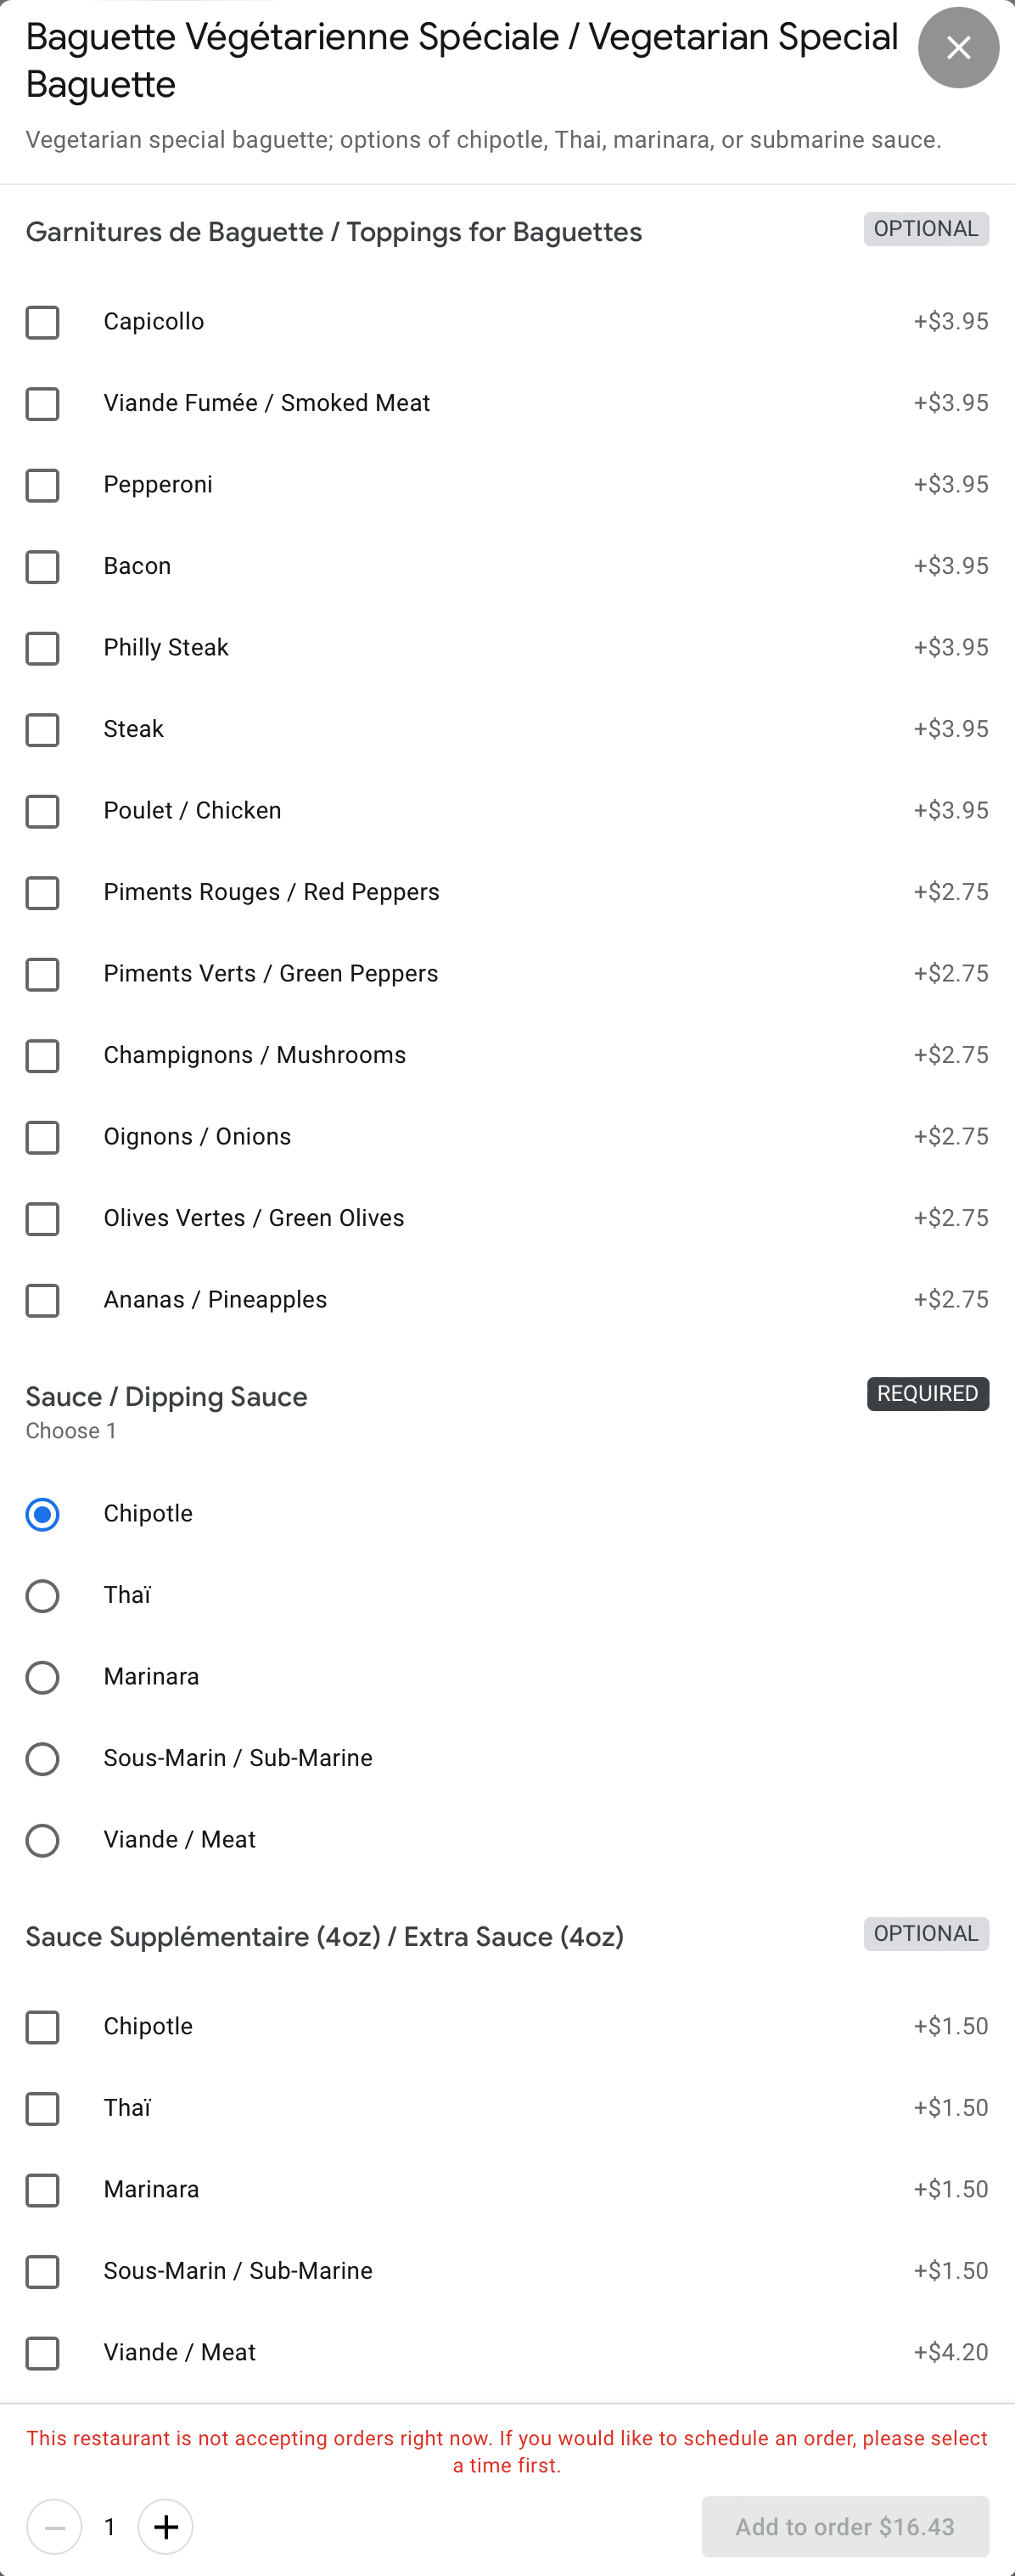 Baguette Végétarienne Spéciale / Vegetarian Special
Baguette
Vegetarian special baguette; options of chipotle, Thai, marinara, or submarine sauce.
Garnitures de Baguette / Toppings for Baguettes OPTIONAL
Capicollo +$3.95
Viande Fumée / Smoked Meat +$3.95
Pepperoni +$3.95
Bacon +$3.95
Philly Steak +$3.95
Steak +$3.95
Poulet / Chicken +$3.95
Piments Rouges / Red Peppers +$2.75
Piments Verts / Green Peppers +$2.75
Champignons / Mushrooms +$2.75
Oignons / Onions +$2.75
Olives Vertes / Green Olives +$2.75
Ananas / Pineapples +$2.75
Sauce / Dipping Sauce REQUIRED
Choose 1
Chipotle
Thaï
Marinara
Sous-Marin / Sub-Marine
Viande / Meat
Sauce Supplémentaire (4oz) / Extra Sauce (4oz) OPTIONAL
Chipotle +$1.50
Thaï +$1.50
Marinara +$1.50
Sous-Marin / Sub-Marine +$1.50
Viande / Meat +$4.20
This restaurant is not accepting orders right now. If you would like to schedule an order, please select
a time first.
1 Add to order $16.43